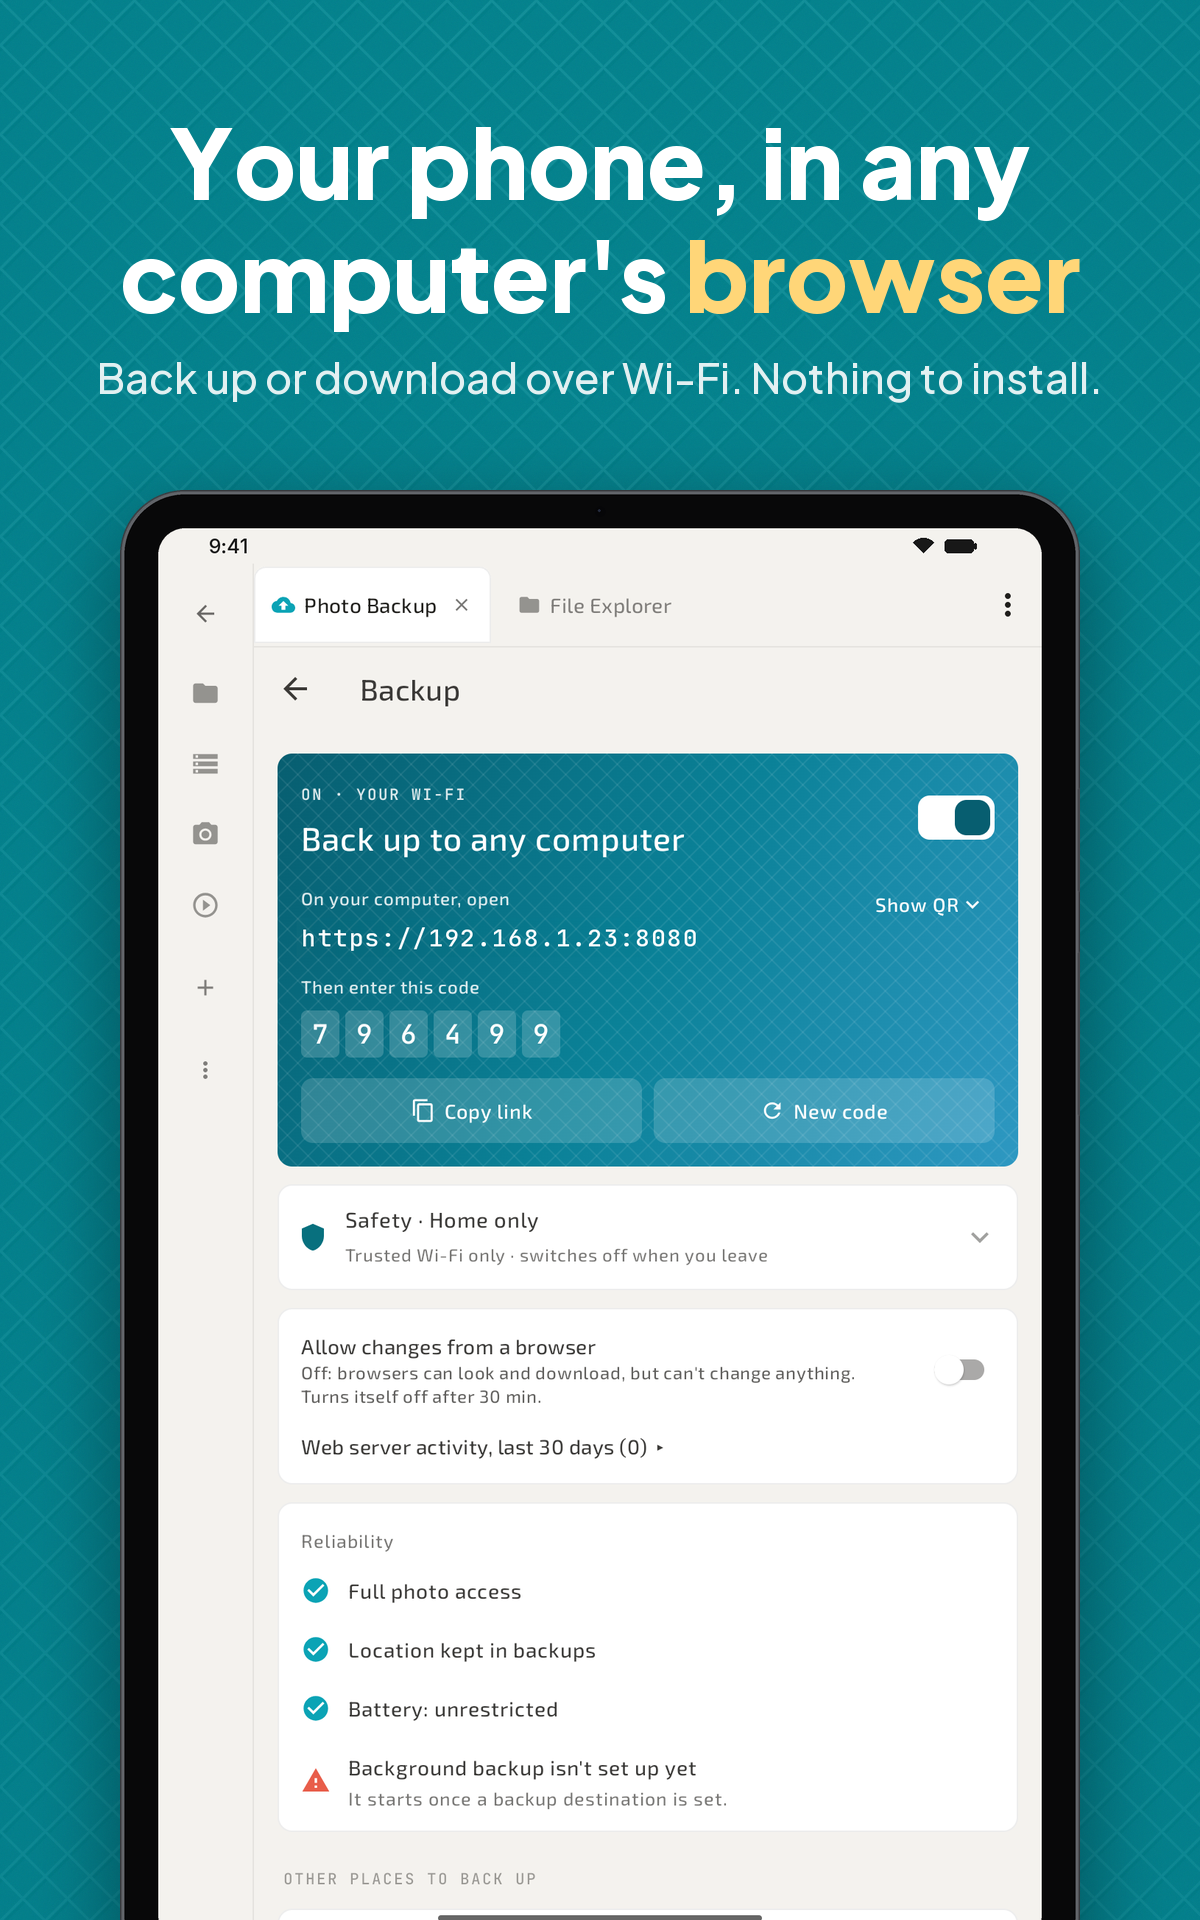 Your phone, in any
computer's browser
Back up or download over Wi-Fi. Nothing to install.
9:41
Photo Backup
File Explorer
Backup
ON · YOUR WI-FI
Back up to any computer
On your computer, open
Show QR
https://192.168.1.23:8080
Then enter this code
7 9 6 4 9 9
Copy link
New code
Safety · Home only
Trusted Wi-Fi only · switches off when you leave
Allow changes from a browser
Off: browsers can look and download, but can't change anything.
Turns itself off after 30 min.
Web server activity, last 30 days (0) ▸
Reliability
Full photo access
Location kept in backups
Battery: unrestricted
Background backup isn't set up yet
It starts once a backup destination is set.
OTHER PLACES TO BACK UP